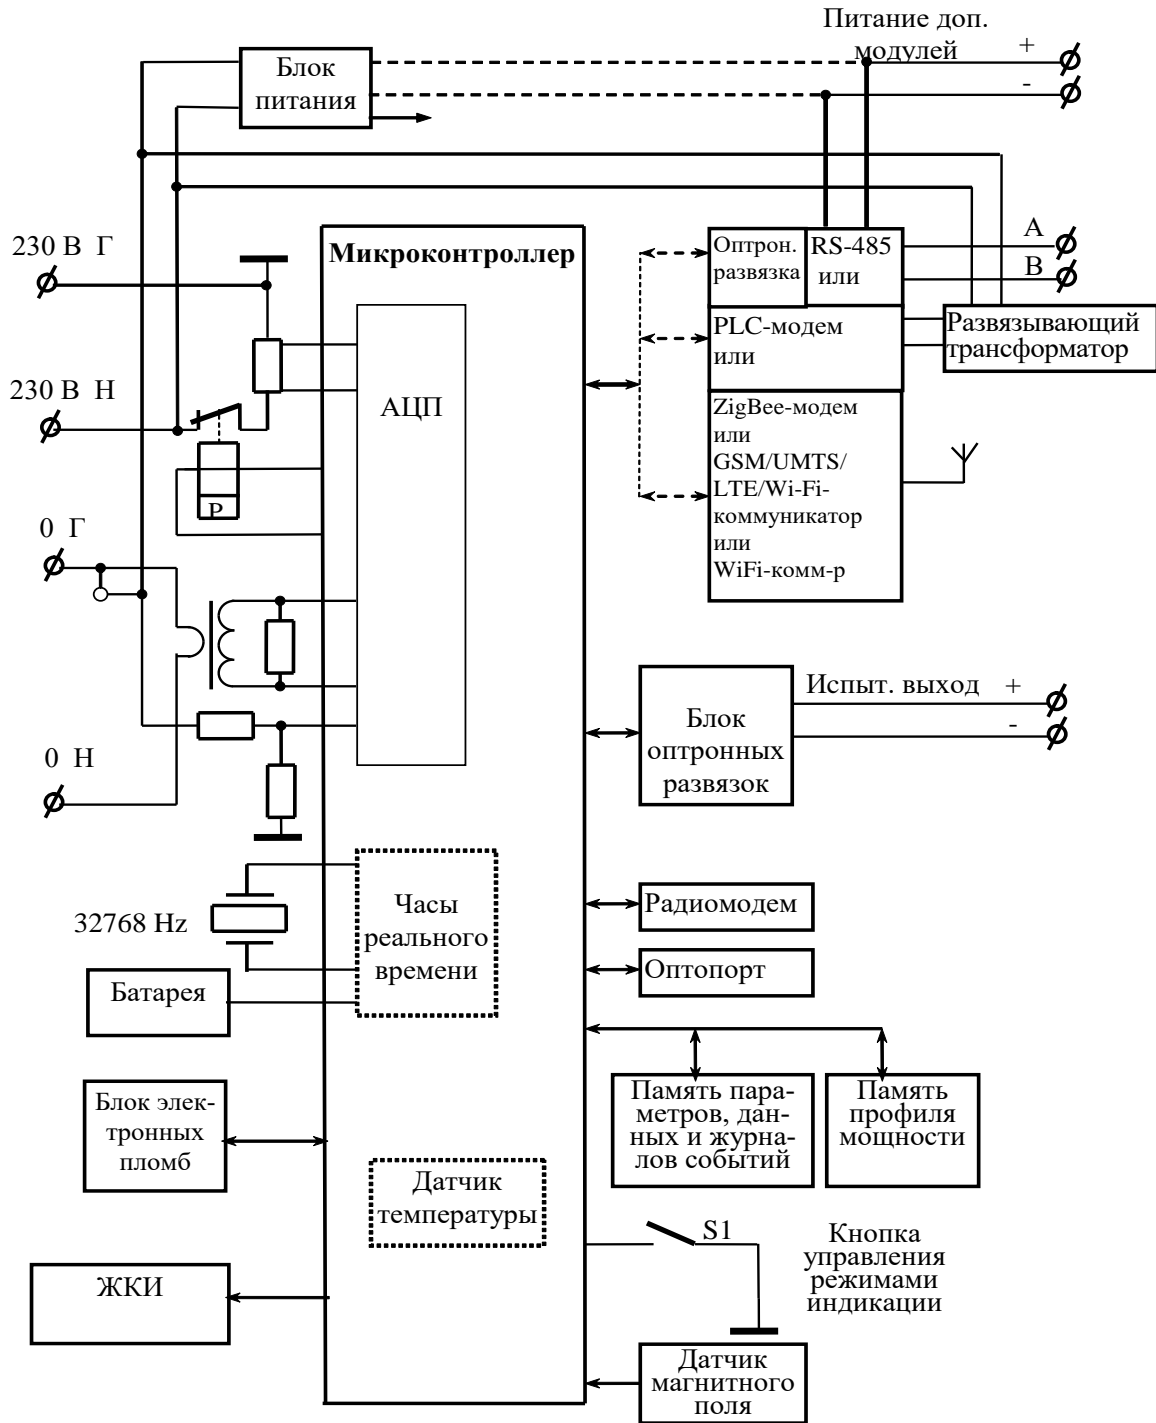 Питание доп.
модулей
+
-
Блок
питания
230 В Г
Микроконтроллер
Оптрон.
развязка
RS-485
или
А
В
PLC-модем
или
Развязывающий
трансформатор
230 В Н
АЦП
ZigBee-модем
или
GSM/UMTS/
LTE/Wi-Fi-
коммуникатор
или
WiFi-комм-р
Р
0 Г
0 Н
Испыт. выход
+
-
Блок
оптронных
развязок
32768 Hz
Часы
реального
времени
Радиомодем
Оптопорт
Батарея
Блок элек-
тронных
пломб
Память пара-
метров, дан-
ных и журна-
лов событий
Память
профиля
мощности
Датчик
температуры
S1
Кнопка
управления
режимами
индикации
ЖКИ
Датчик
магнитного
поля